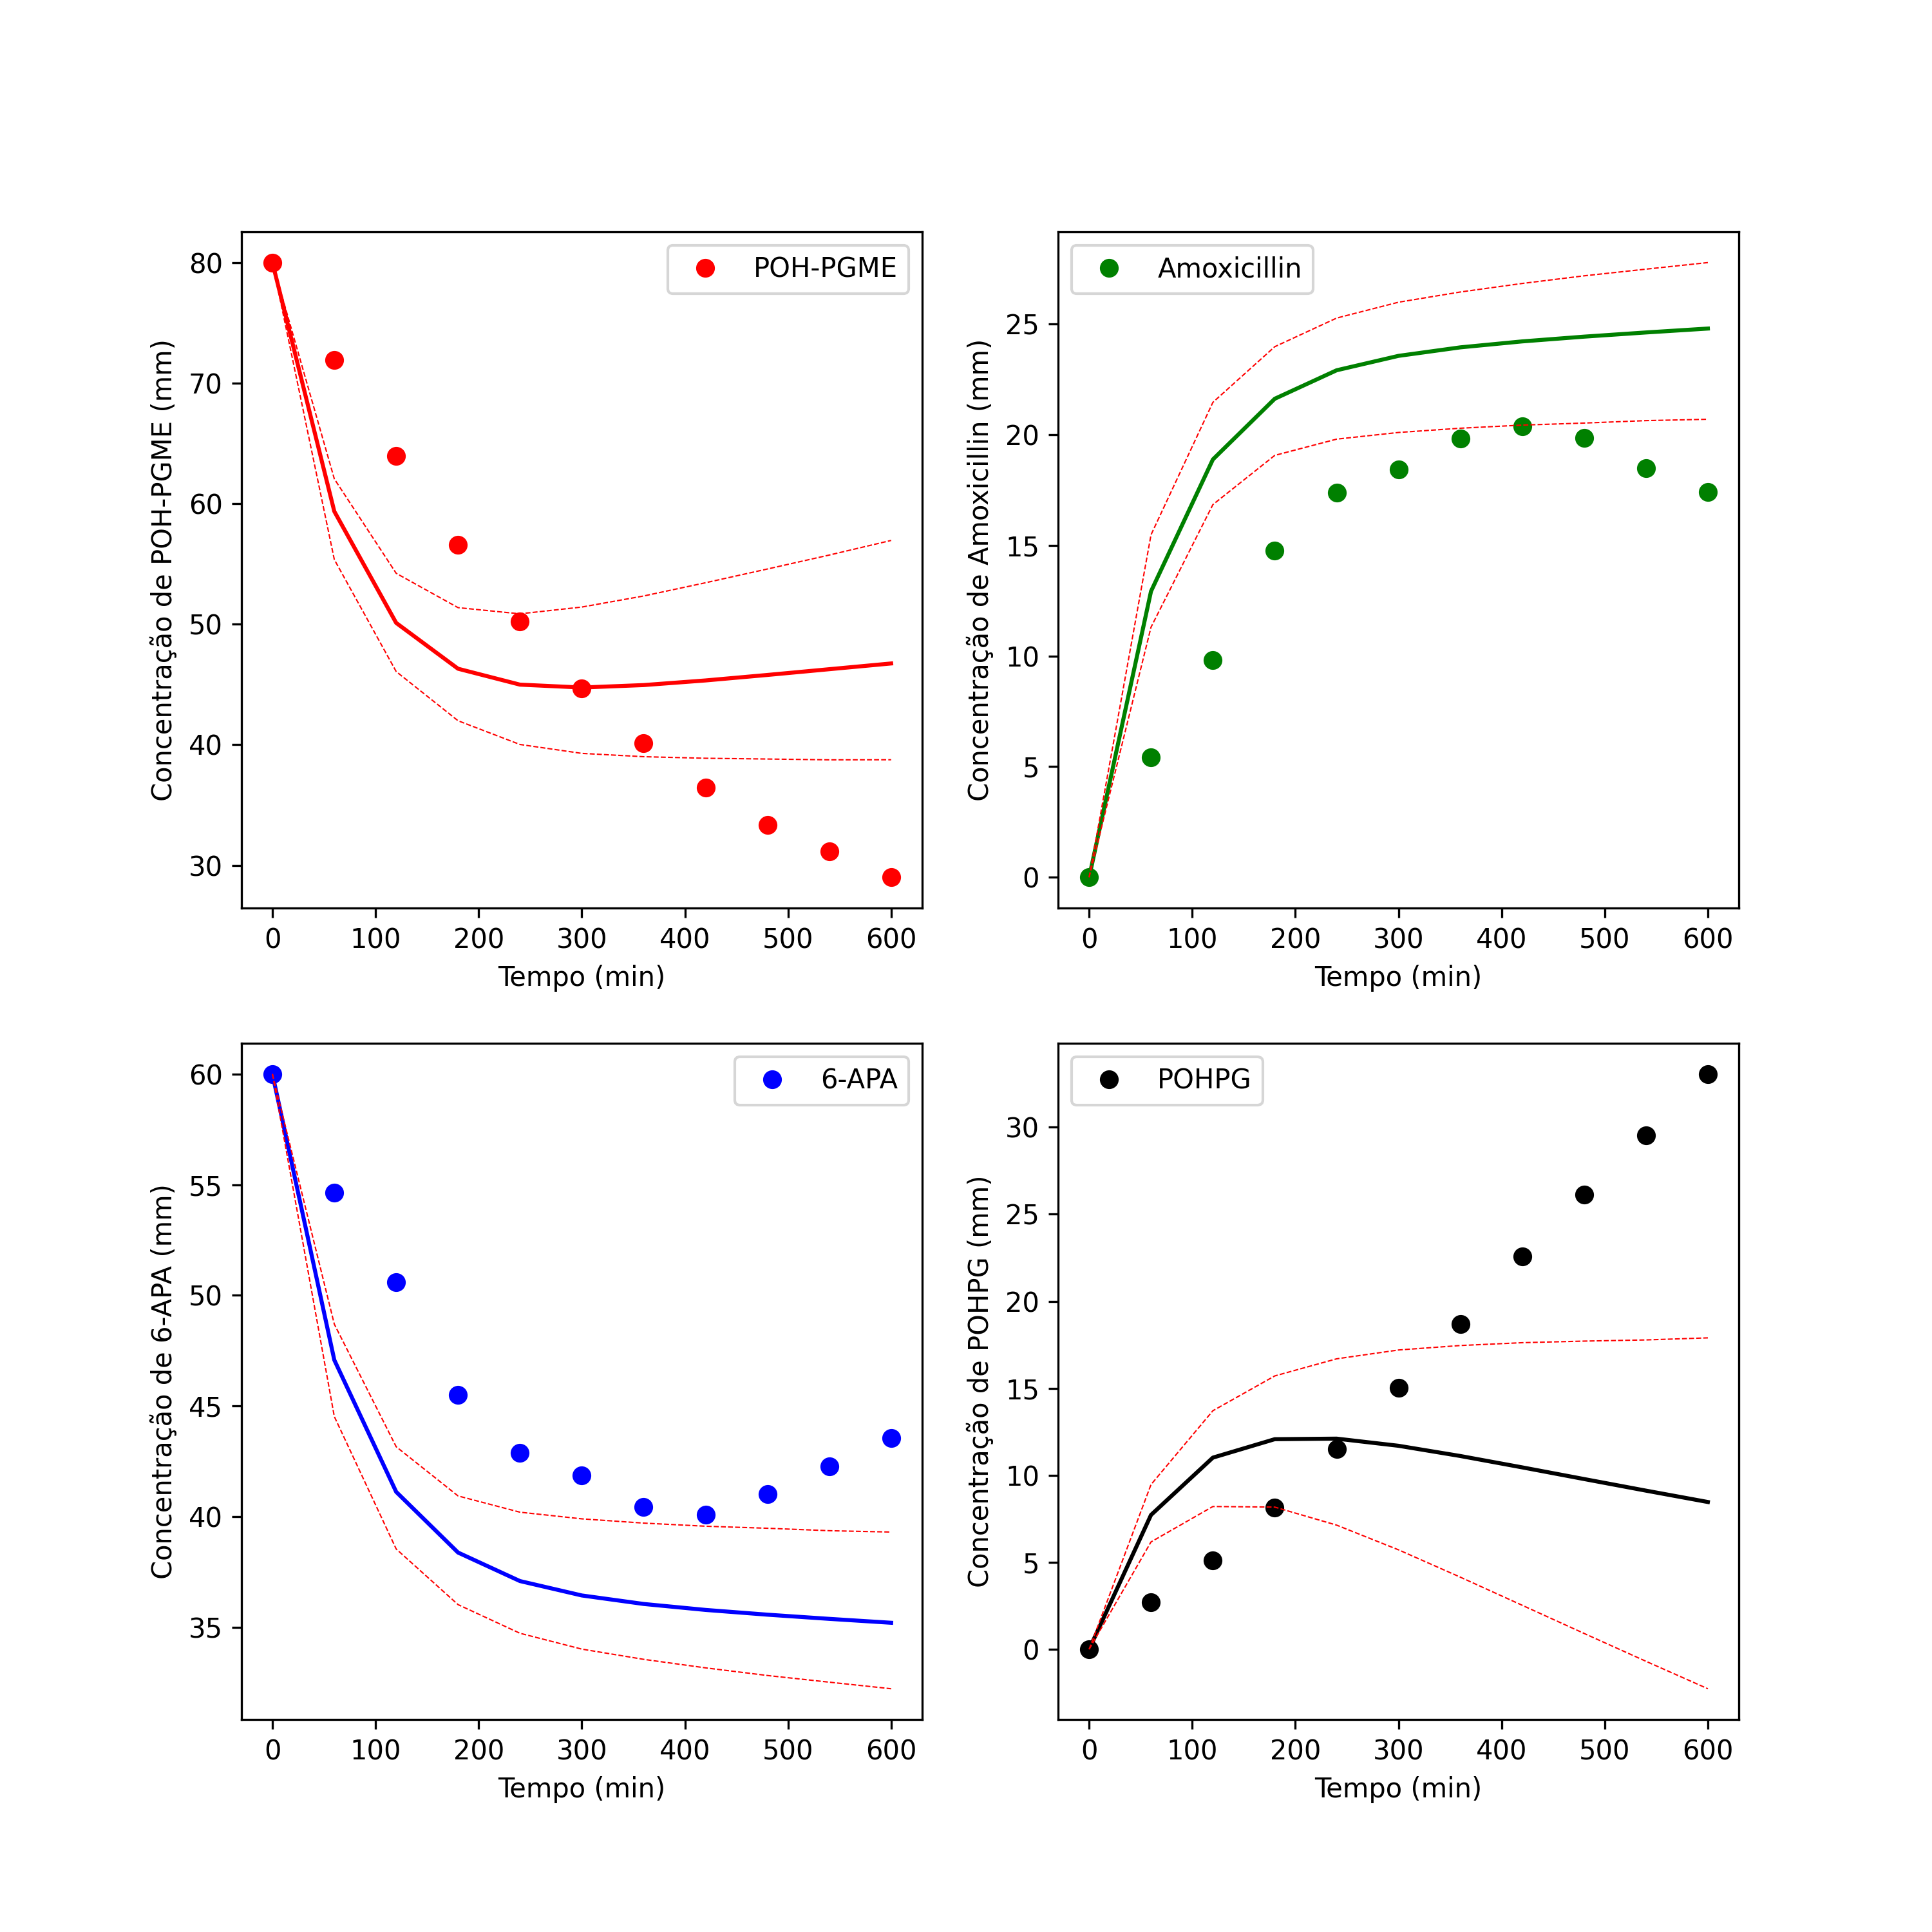 80
70
60
50
40
30
Concentração de POH-PGME (mm)
POH-PGME
0 100 200 300 400 500 600
Tempo (min)
25
20
15
10
5
0
Concentração de Amoxicillin (mm)
Amoxicillin
0 100 200 300 400 500 600
Tempo (min)
60
55
50
45
40
35
Concentração de 6-APA (mm)
6-APA
0 100 200 300 400 500 600
Tempo (min)
30
25
20
15
10
5
0
Concentração de POHPG (mm)
POHPG
0 100 200 300 400 500 600
Tempo (min)